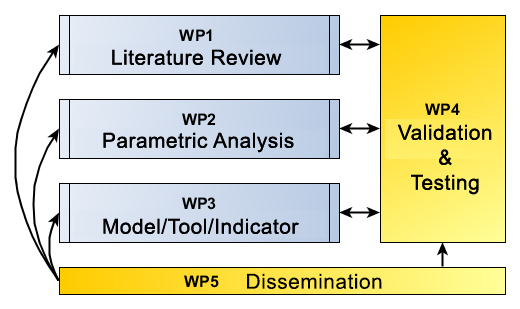 WP1
Literature Review
WP2
Parametric Analysis
WP3
Model/Tool/Indicator
WP4
Validation
&
Testing
WP5 Dissemination